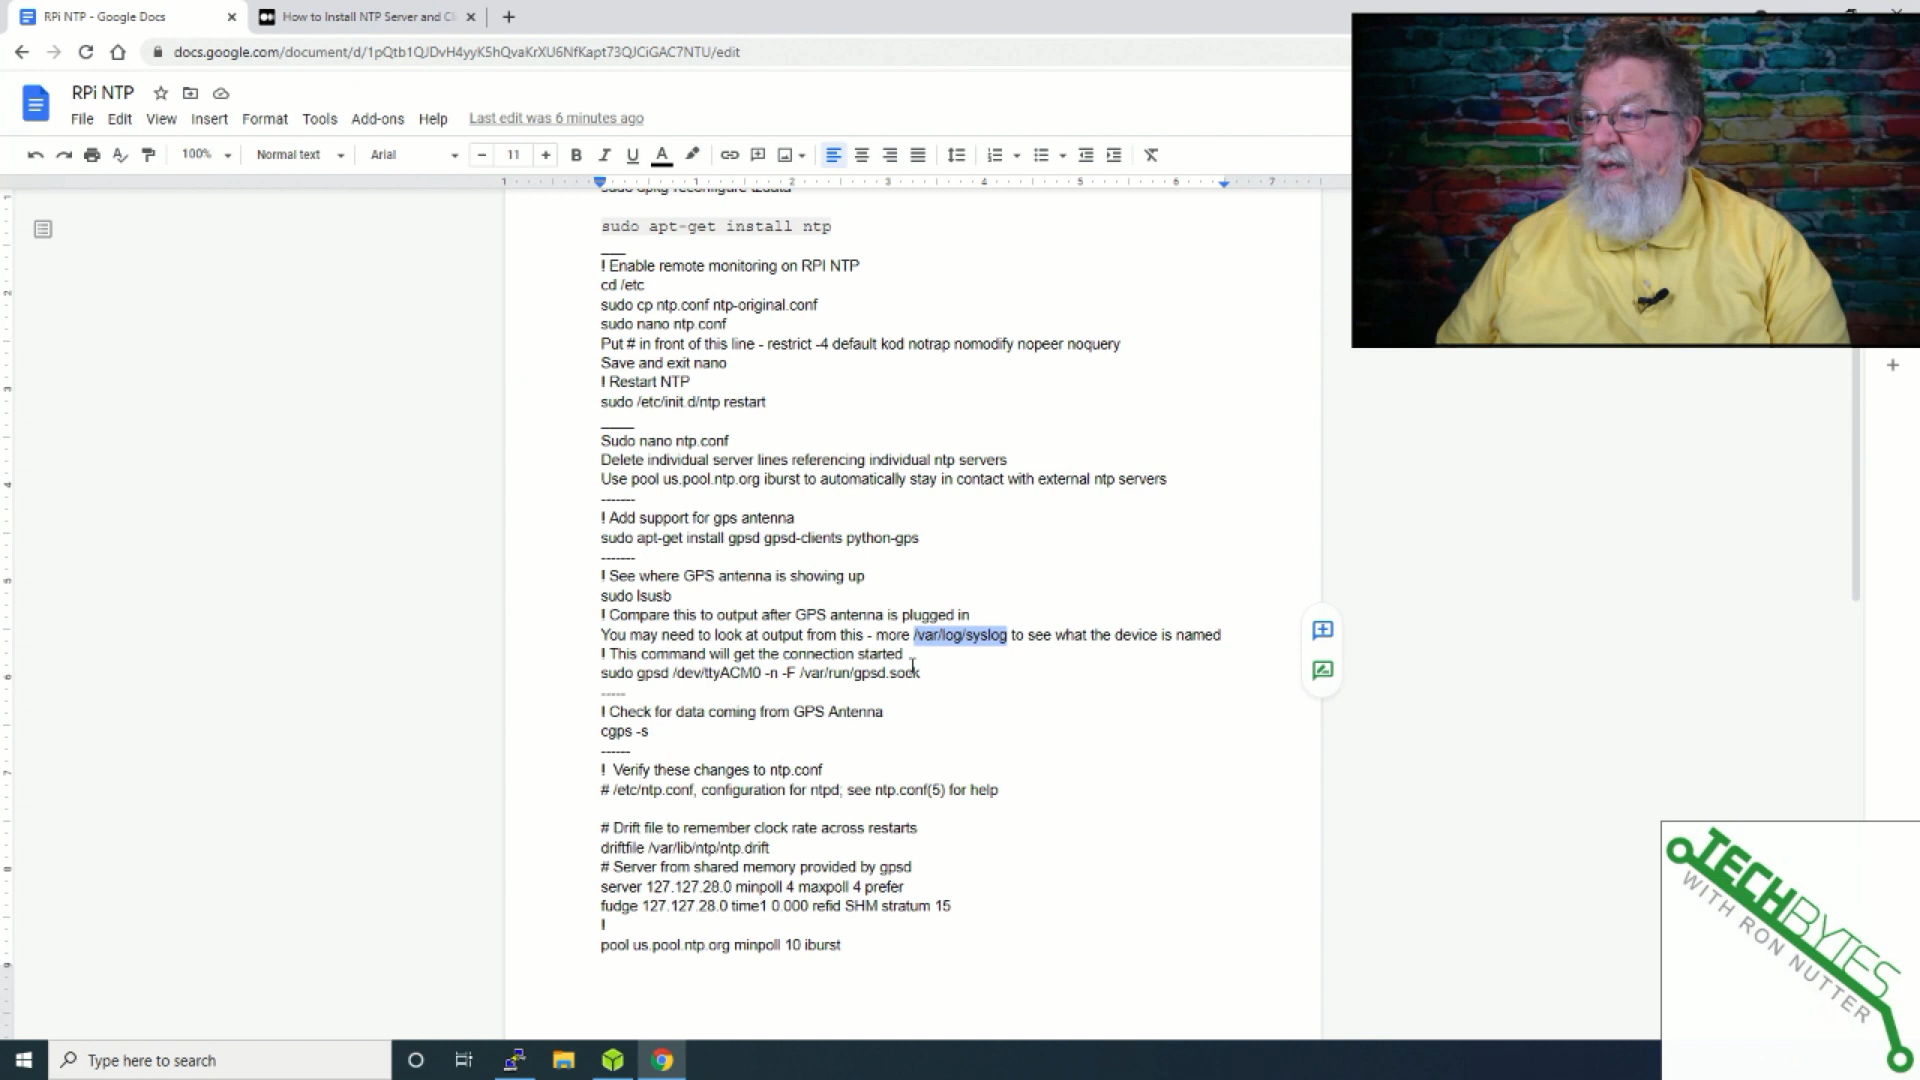 RPi NTP - Google Docs
How to Install NTP Server and Cli
docs.google.com/document/d/1pQtb1QJDvH4yyK5hQvaKrXU6NfKapt73QJCiGAC7NTU/edit
RPi NTP
File Edit View Insert Format Tools Add-ons Help Last edit was 6 minutes ago
100% Normal text Arial 11
1 1 2 3 4 5 6 7
sudo dpkg-reconfigure tzdata
sudo apt-get install ntp
! Enable remote monitoring on RPI NTP
cd /etc
sudo cp ntp.conf ntp-original.conf
sudo nano ntp.conf
Put # in front of this line - restrict -4 default kod notrap nomodify nopeer noquery
Save and exit nano
! Restart NTP
sudo /etc/init.d/ntp restart
Sudo nano ntp.conf
Delete individual server lines referencing individual ntp servers
Use pool us.pool.ntp.org iburst to automatically stay in contact with external ntp servers
-------
! Add support for gps antenna
sudo apt-get install gpsd gpsd-clients python-gps
-------
! See where GPS antenna is showing up
sudo lsusb
! Compare this to output after GPS antenna is plugged in
You may need to look at output from this - more /var/log/syslog to see what the device is named
! This command will get the connection started
sudo gpsd /dev/ttyACM0 -n -F /var/run/gpsd.sock
-----
! Check for data coming from GPS Antenna
cgps -s
------
! Verify these changes to ntp.conf
# /etc/ntp.conf, configuration for ntpd; see ntp.conf(5) for help
# Drift file to remember clock rate across restarts
driftfile /var/lib/ntp/ntp.drift
# Server from shared memory provided by gpsd
server 127.127.28.0 minpoll 4 maxpoll 4 prefer
fudge 127.127.28.0 time1 0.000 refid SHM stratum 15
!
pool us.pool.ntp.org minpoll 10 iburst
TECHBYTES
WITH RON NUTTER
Type here to search